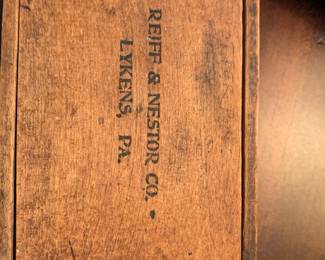 REIFF & NESTOR CO.
LYKENS, PA.